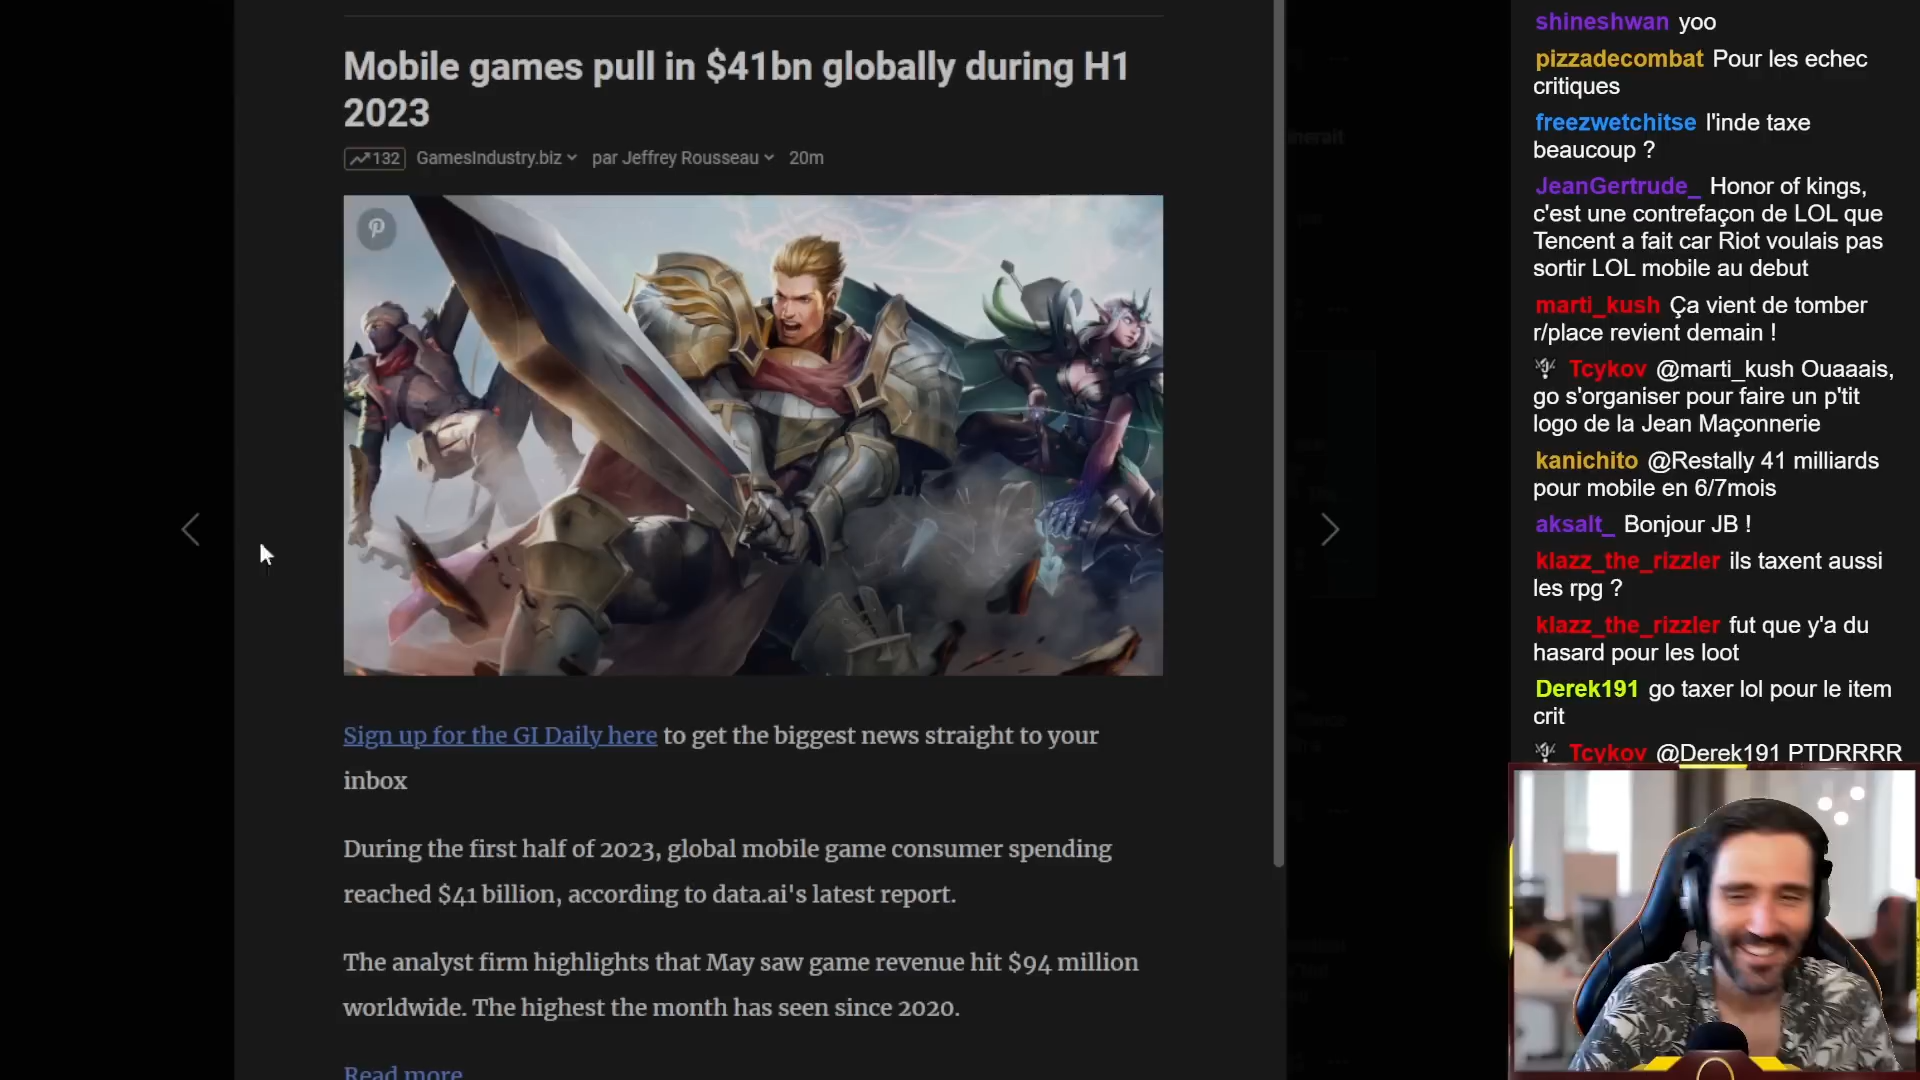 Mobile games pull in $41bn globally during H1
2023
132 GamesIndustry.biz par Jeffrey Rousseau 20m
Sign up for the GI Daily here to get the biggest news straight to your
inbox
During the first half of 2023, global mobile game consumer spending
reached $41 billion, according to data.ai's latest report.
The analyst firm highlights that May saw game revenue hit $94 million
worldwide. The highest the month has seen since 2020.
Read more
shineshwan yoo
pizzadecombat Pour les echec
critiques
freezwetchitse l'inde taxe
beaucoup ?
JeanGertrude_ Honor of kings,
c'est une contrefaçon de LOL que
Tencent a fait car Riot voulais pas
sortir LOL mobile au debut
marti_kush Ça vient de tomber
r/place revient demain !
Tcykov @marti_kush Ouaaais,
go s'organiser pour faire un p'tit
logo de la Jean Maçonnerie
kanichito @Restally 41 milliards
pour mobile en 6/7mois
aksalt_ Bonjour JB !
klazz_the_rizzler ils taxent aussi
les rpg ?
klazz_the_rizzler fut que y'a du
hasard pour les loot
Derek191 go taxer lol pour le item
crit
Tcykov @Derek191 PTDRRRR